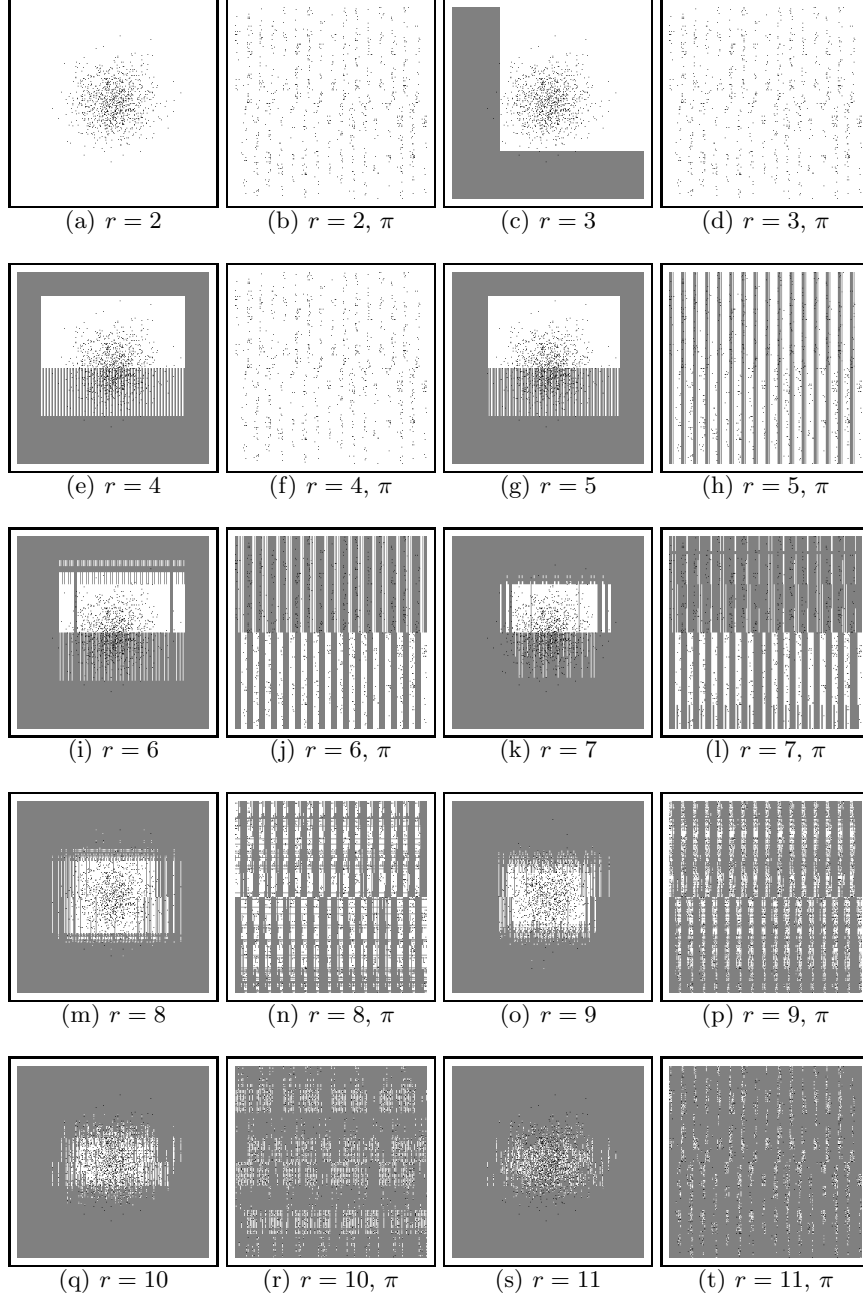 (a) r = 2 (b) r = 2, π (c) r = 3 (d) r = 3, π
(e) r = 4 (f) r = 4, π (g) r = 5 (h) r = 5, π
(i) r = 6 (j) r = 6, π (k) r = 7 (l) r = 7, π
(m) r = 8 (n) r = 8, π (o) r = 9 (p) r = 9, π
(q) r = 10 (r) r = 10, π (s) r = 11 (t) r = 11, π